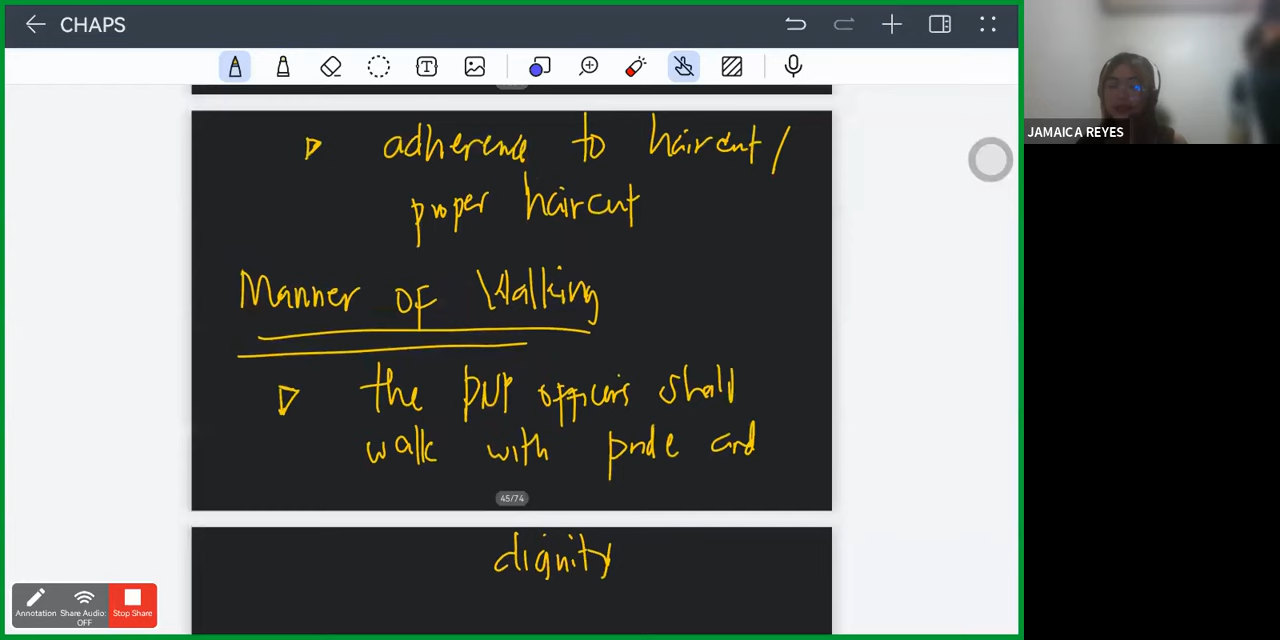 CHAPS
JAMAICA REYES
adherence to haircut/
proper haircut
Manner of Walking
the PNP officers shall
walk with pride and
45/74
dignity
Annotation
Share Audio:
OFF
Stop Share